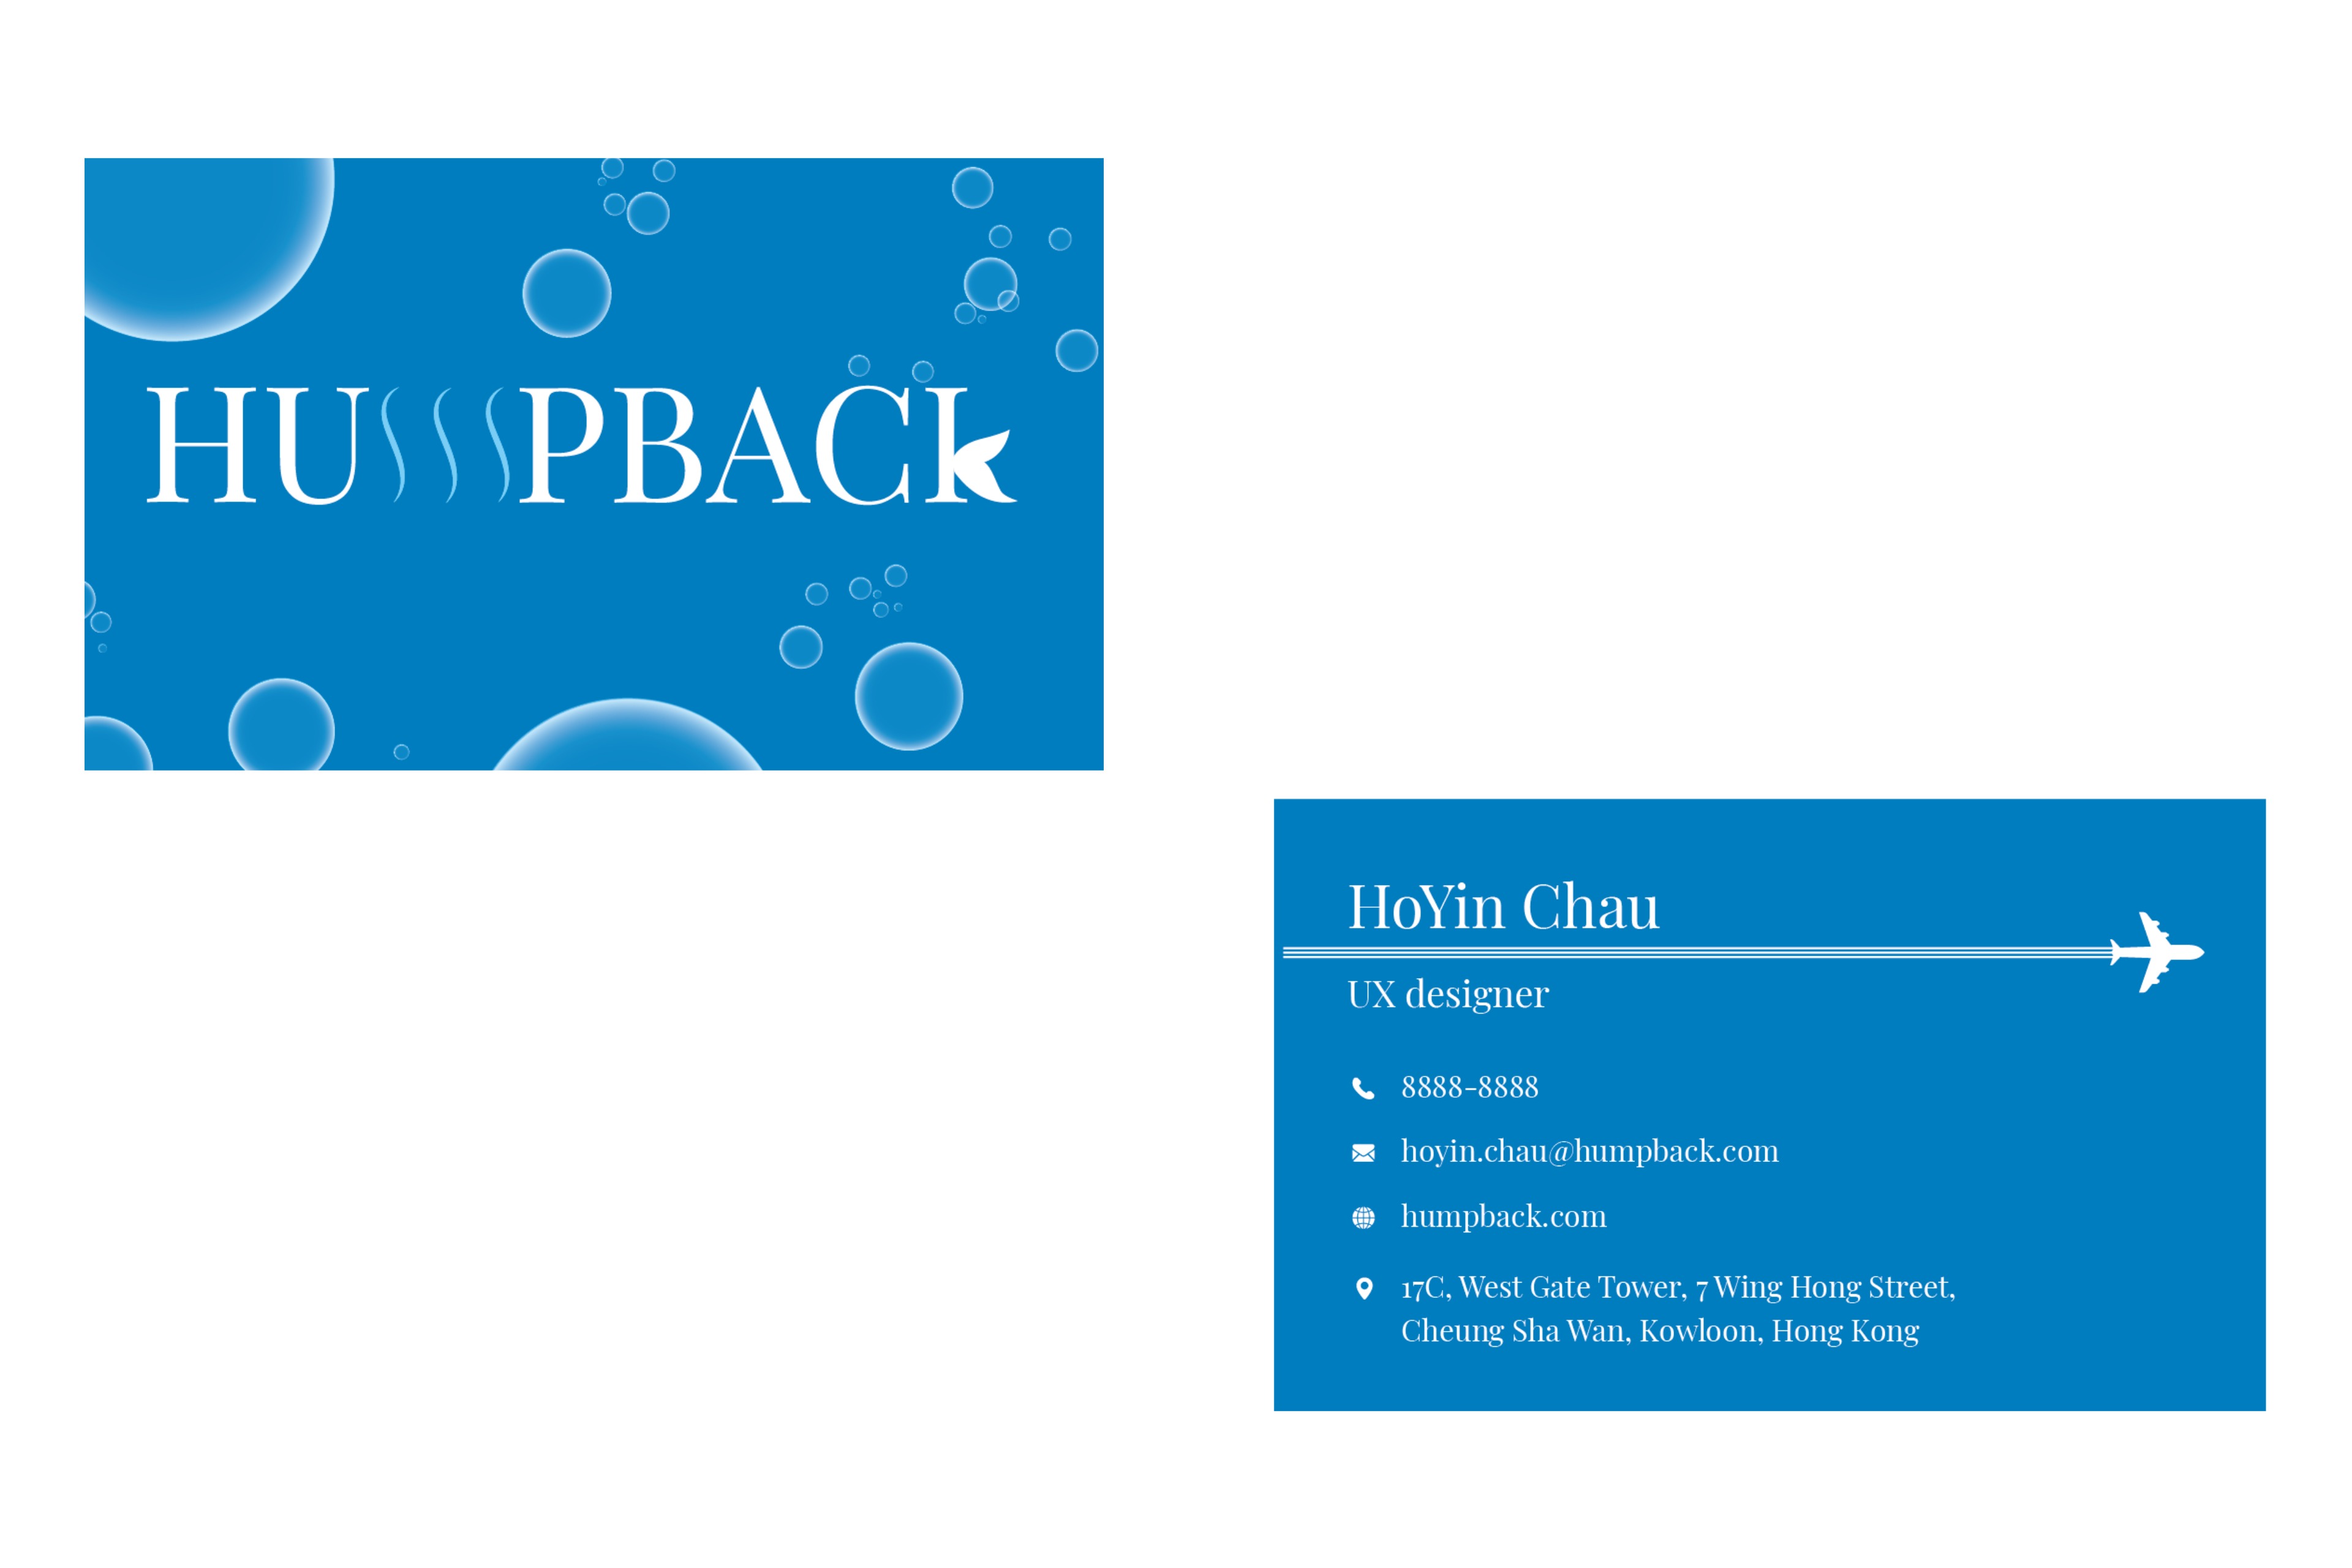 HUMPBACK
HoYin Chau
UX designer
8888-8888
hoyin.chau@humpback.com
humpback.com
17C, West Gate Tower, 7 Wing Hong Street,
Cheung Sha Wan, Kowloon, Hong Kong